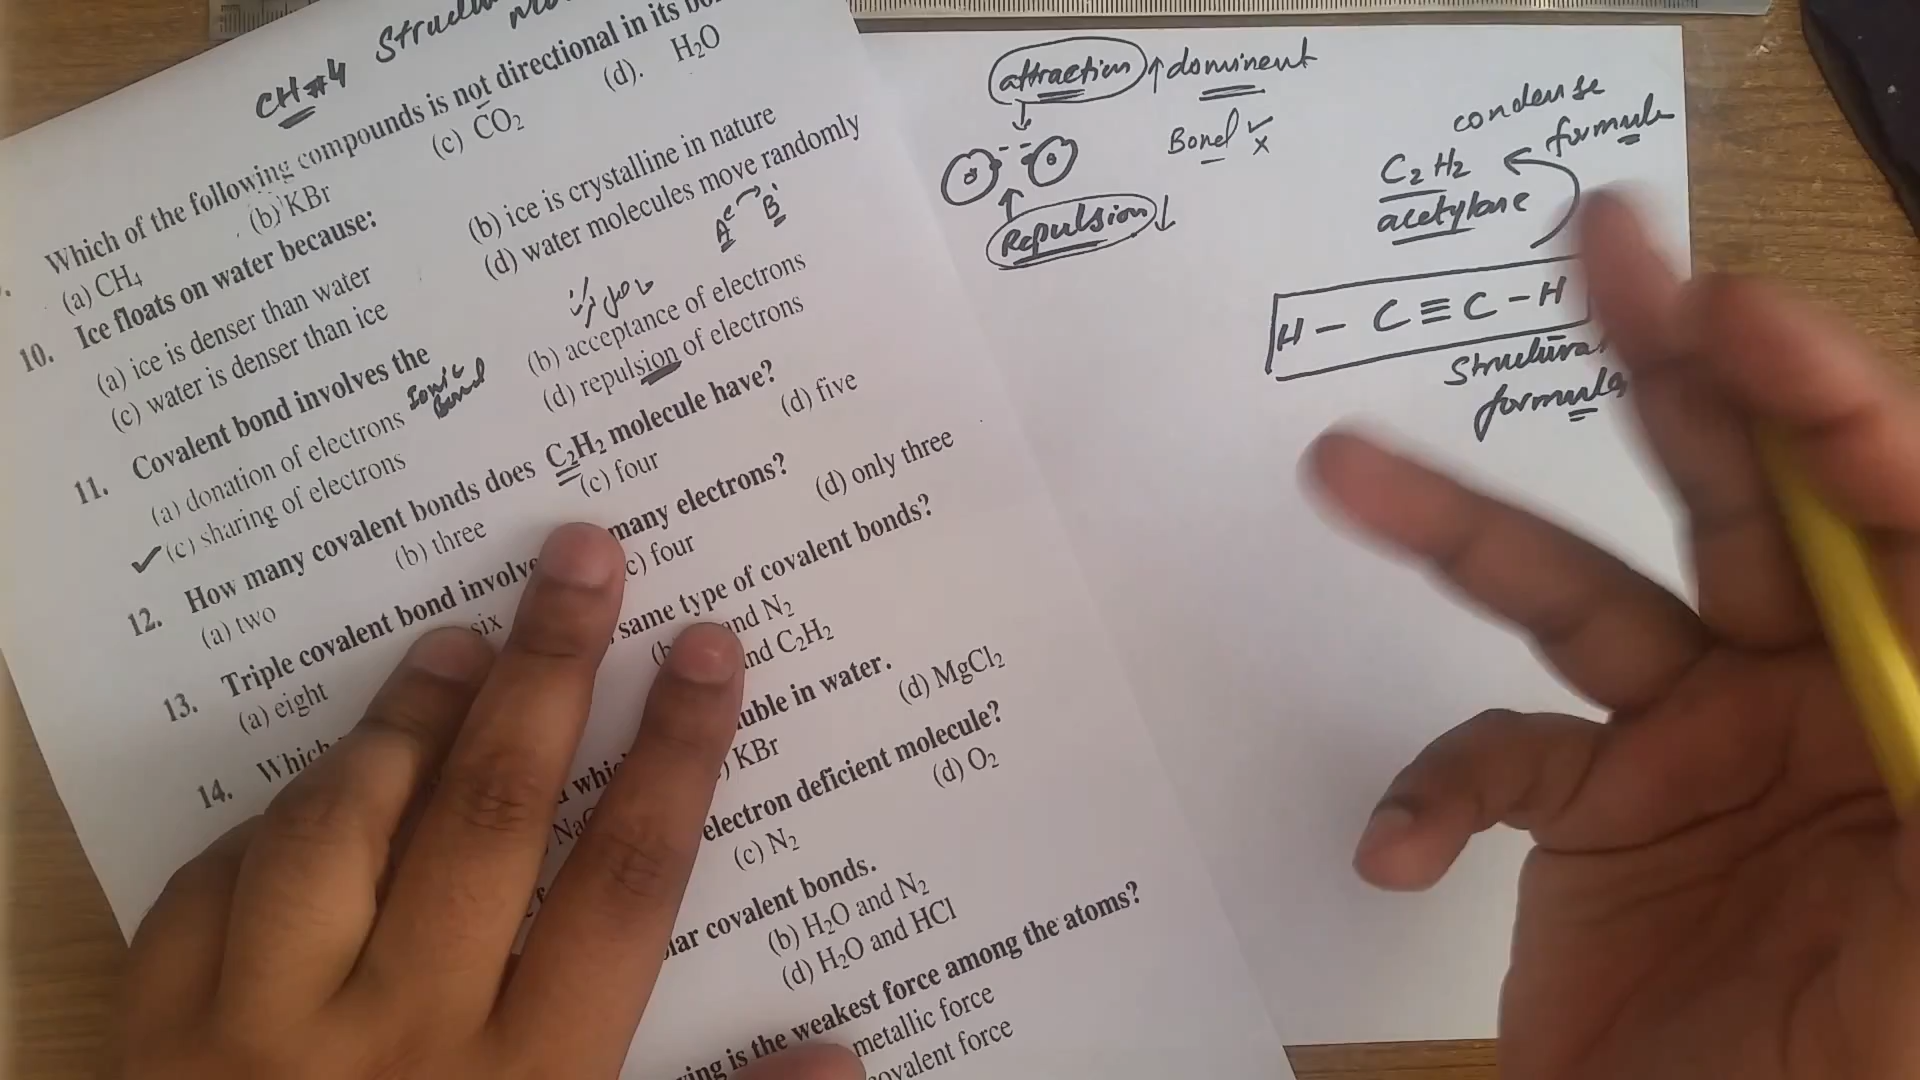 CH#4 Structu
Which of the following compounds is not directional in its
(a) CH₄
(b) KBr
(c) CO₂
(d). H₂O
10. Ice floats on water because:
(a) ice is denser than water
(b) ice is crystalline in nature
(c) water is denser than ice
(d) water molecules move randomly
11. Covalent bond involves the
(a) donation of electrons Ionic Bond
(b) acceptance of electrons
(c) sharing of electrons
(d) repulsion of electrons
12. How many covalent bonds does C₂H₂ molecule have?
(a) two
(b) three
(c) four
(d) five
13. Triple covalent bond involve many electrons?
(a) eight
six
c) four
(d) only three
14. Which same type of covalent bonds?
and N₂
nd C₂H₂
uble in water.
KBr
(d) MgCl₂
electron deficient molecule?
(c) N₂
(d) O₂
lar covalent bonds.
(b) H₂O and N₂
(d) H₂O and HCl
ing is the weakest force among the atoms?
metallic force
ovalent force
A e B
attraction ↑ dominent
Bond ✓
x
Repulsion ↓
condense
formula
C₂H₂
acetylene
H – C ≡ C – H
Structura
formula